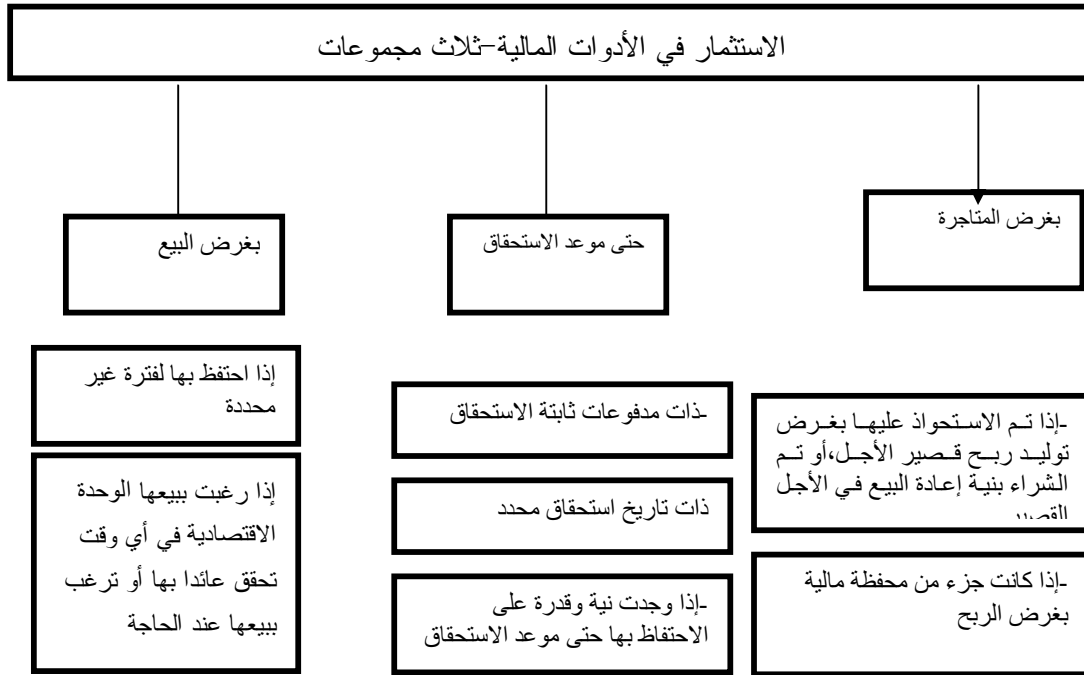 الاستثمار في الأدوات المالية–ثلاث مجموعات
بغرض المتاجرة
حتى موعد الاستحقاق
بغرض البيع
-إذا تم الاستحواذ عليها بغرض
توليد ربح قصير الأجل،أو تم
الشراء بنية إعادة البيع في الأجل
القصير
-إذا كانت جزء من محفظة مالية
بغرض الربح
-ذات مدفوعات ثابتة الاستحقاق
ذات تاريخ استحقاق محدد
-إذا وجدت نية وقدرة على
الاحتفاظ بها حتى موعد الاستحقاق
إذا احتفظ بها لفترة غير
محددة
إذا رغبت ببيعها الوحدة
الاقتصادية في أي وقت
تحقق عائدا بها أو ترغب
ببيعها عند الحاجة